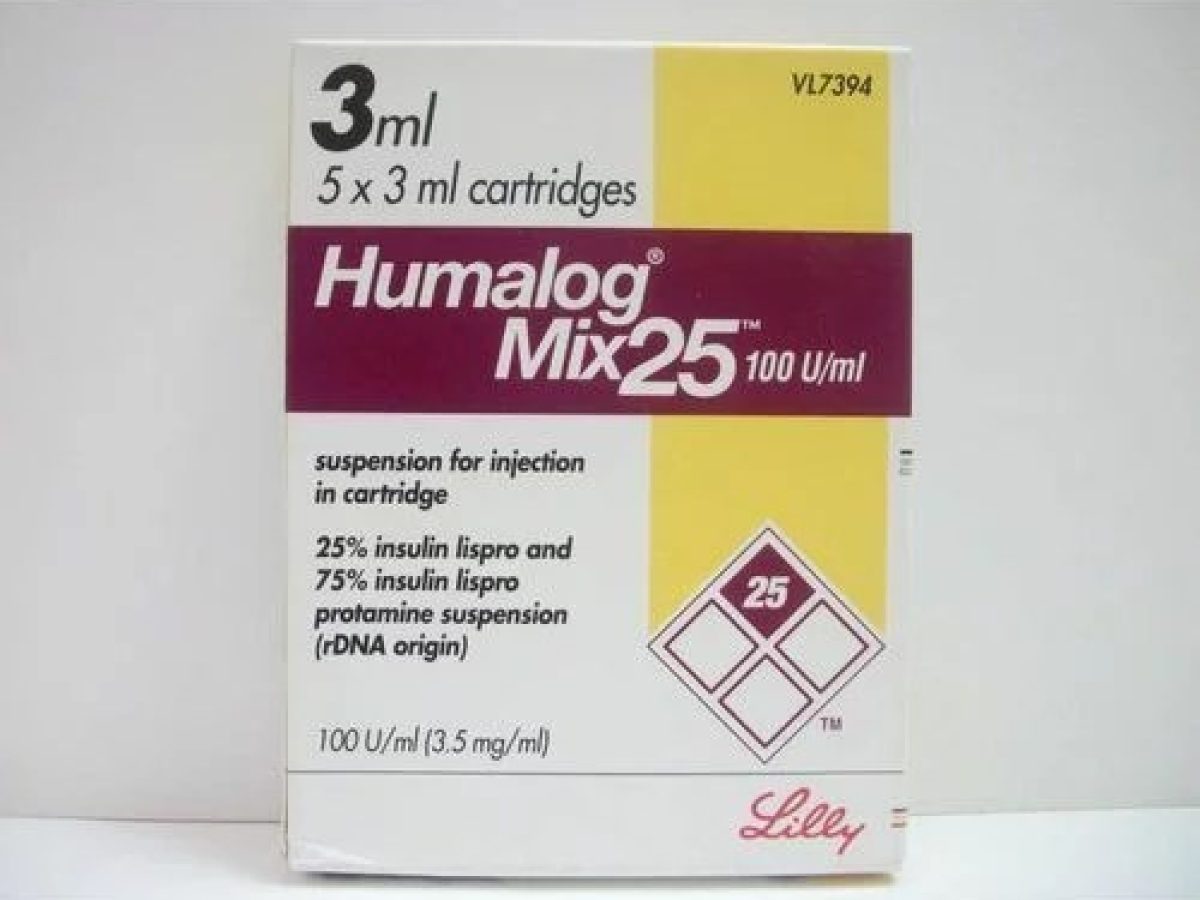 3ml
VL7394
5 x 3 ml cartridges
Humalog®
Mix25™ 100 U/ml
suspension for injection
in cartridge
25% insulin lispro and
75% insulin lispro
protamine suspension
(rDNA origin)
25
TM
100 U/ml (3.5 mg/ml)
Lilly